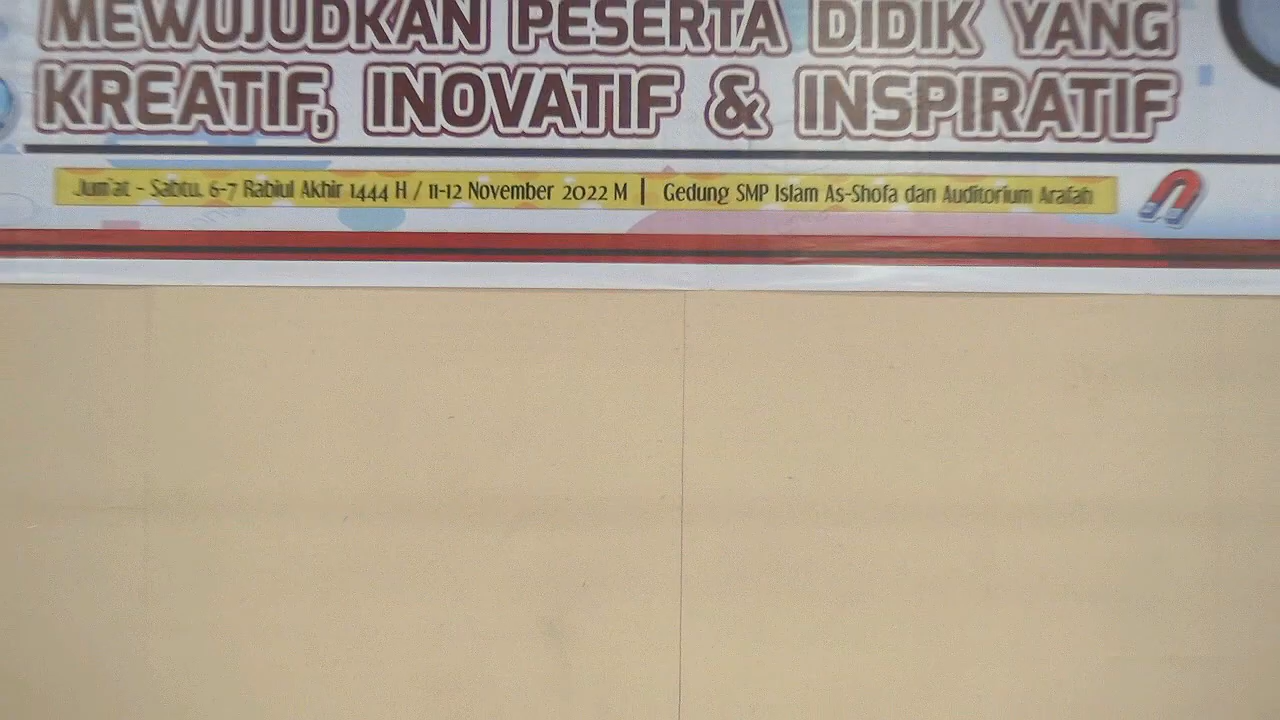 MEWUJUDKAN PESERTA DIDIK YANG
KREATIF, INOVATIF & INSPIRATIF
Jum'at - Sabtu, 6-7 Rabiul Akhir 1444 H / 11-12 November 2022 M | Gedung SMP Islam As-Shofa dan Auditorium Arafah